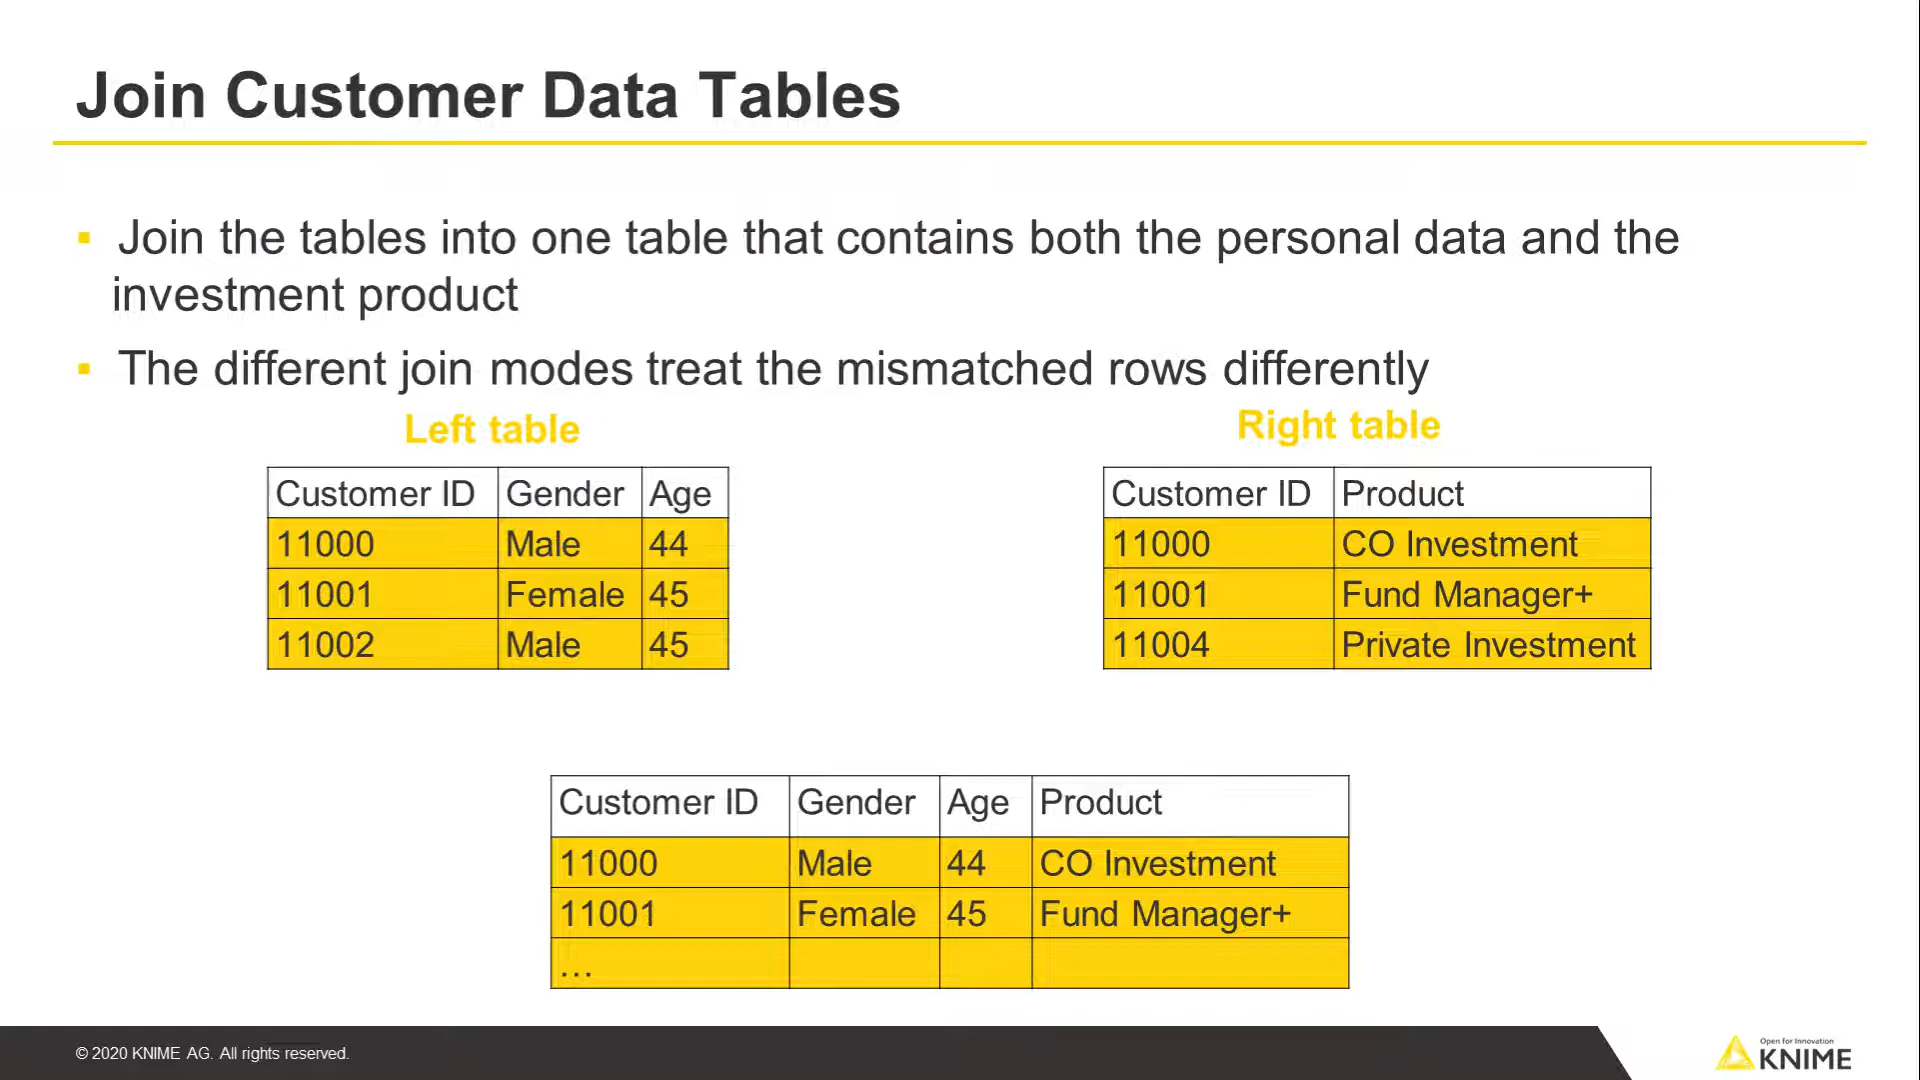 Join Customer Data Tables
▪ Join the tables into one table that contains both the personal data and the
investment product
▪ The different join modes treat the mismatched rows differently
Left table
Customer ID Gender Age
11000 Male 44
11001 Female 45
11002 Male 45
Right table
Customer ID Product
11000 CO Investment
11001 Fund Manager+
11004 Private Investment
Customer ID Gender Age Product
11000 Male 44 CO Investment
11001 Female 45 Fund Manager+
...
© 2020 KNIME AG. All rights reserved.
Open for Innovation
KNIME